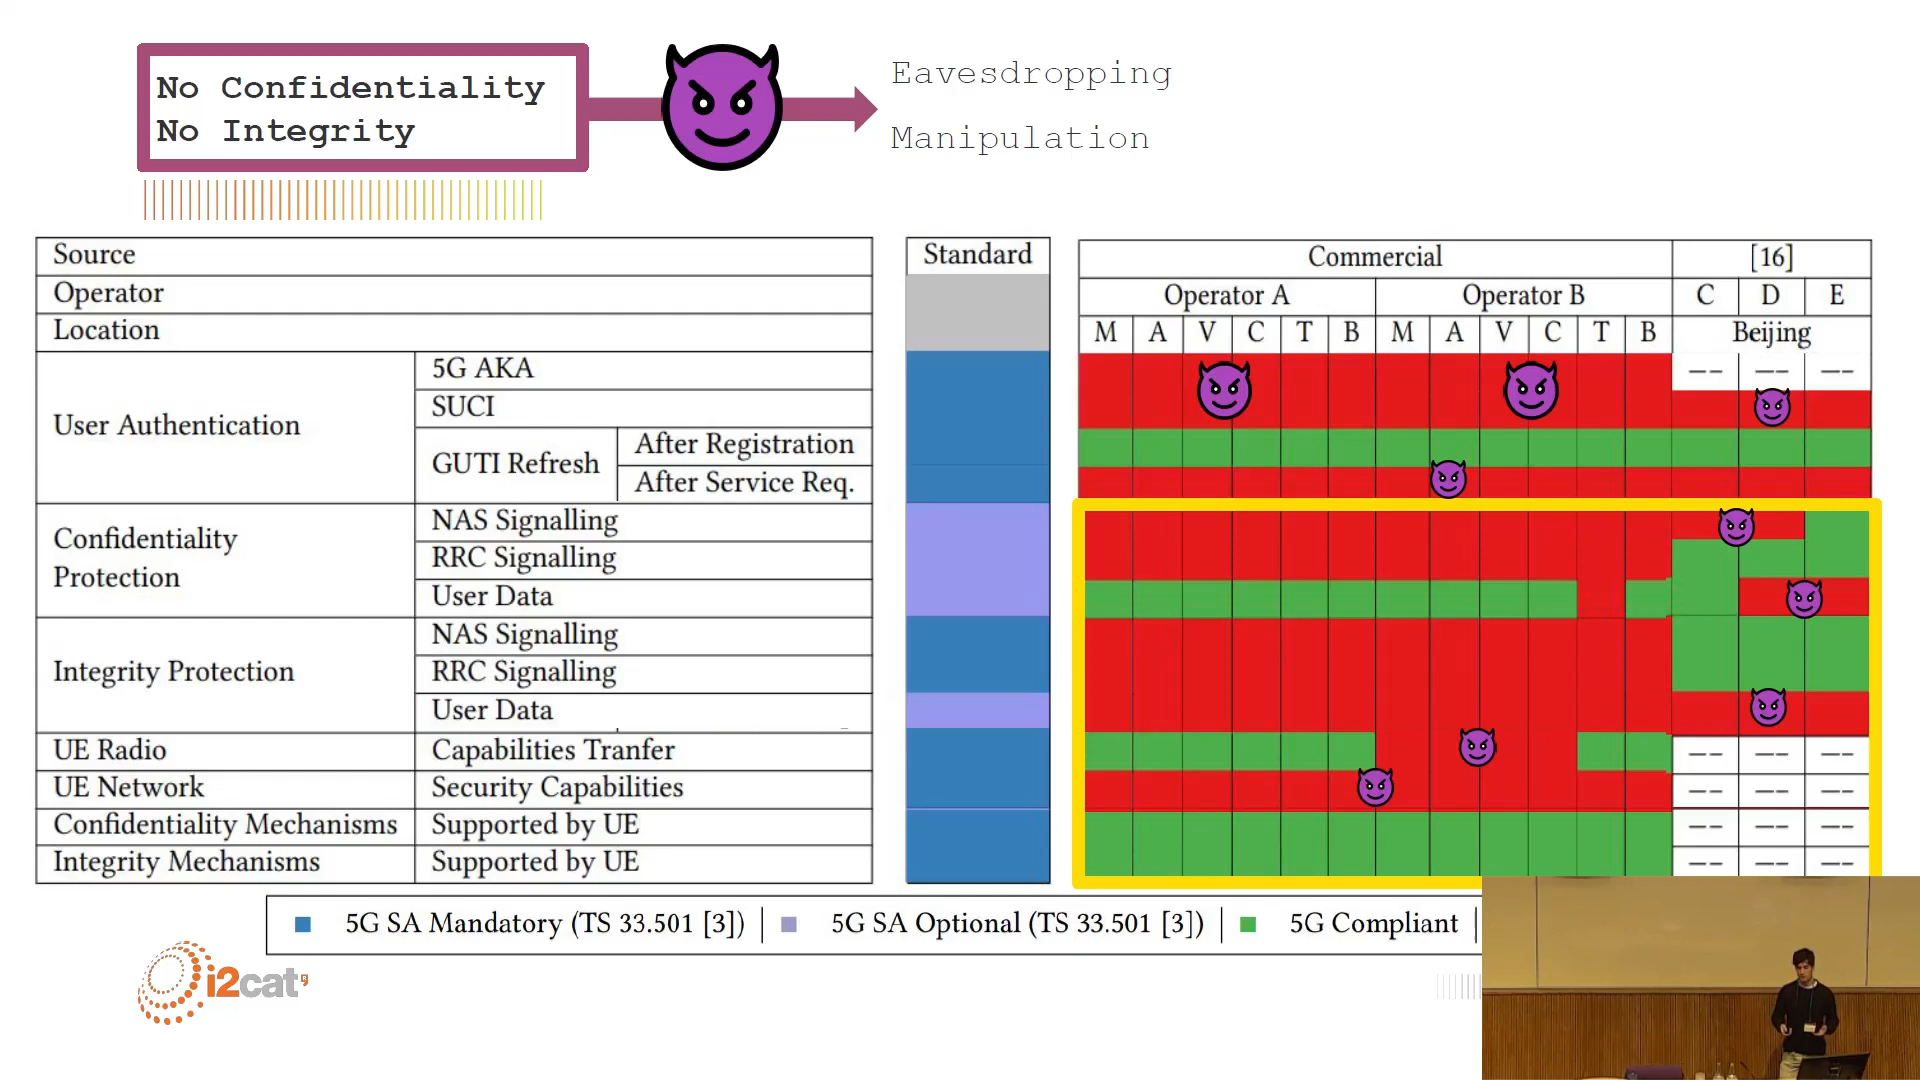 No Confidentiality
No Integrity
Eavesdropping
Manipulation
Source
Operator
Location
User Authentication
5G AKA
SUCI
GUTI Refresh
After Registration
After Service Req.
Confidentiality
Protection
NAS Signalling
RRC Signalling
User Data
Integrity Protection
NAS Signalling
RRC Signalling
User Data
UE Radio Capabilities Tranfer
UE Network Security Capabilities
Confidentiality Mechanisms Supported by UE
Integrity Mechanisms Supported by UE
Standard
Commercial [16]
Operator A Operator B C D E
M A V C T B M A V C T B Beijing
-- -- --
-- -- --
-- -- --
-- -- --
-- -- --
5G SA Mandatory (TS 33.501 [3]) | 5G SA Optional (TS 33.501 [3]) | 5G Compliant |
i2cat